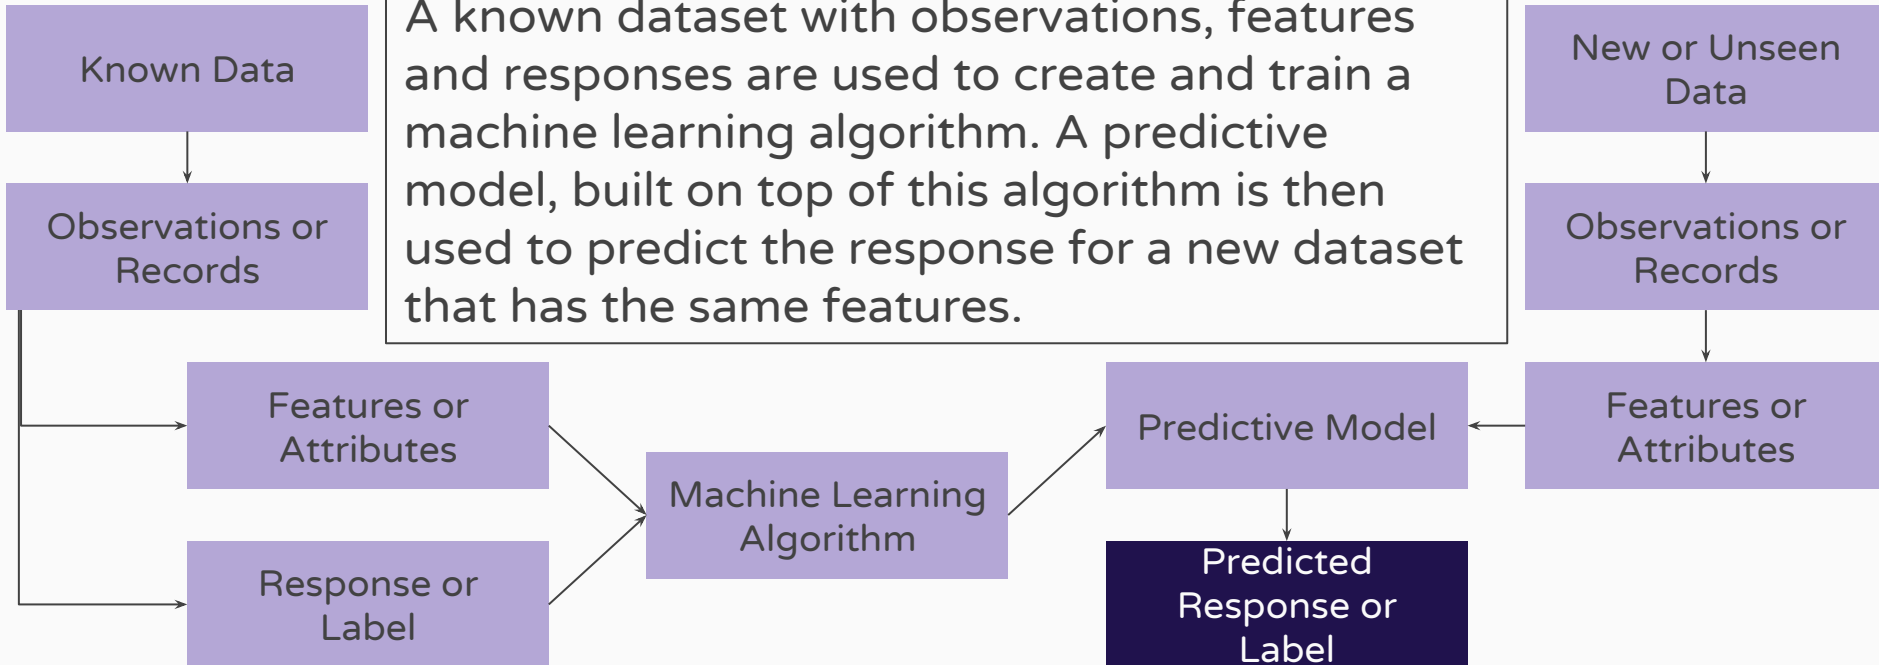 Known Data
A known dataset with observations, features
and responses are used to create and train a
machine learning algorithm. A predictive
model, built on top of this algorithm is then
used to predict the response for a new dataset
that has the same features.
New or Unseen
Data
Observations or
Records
Observations or
Records
Features or
Attributes
Response or
Label
Machine Learning
Algorithm
Predictive Model
Features or
Attributes
Predicted
Response or
Label